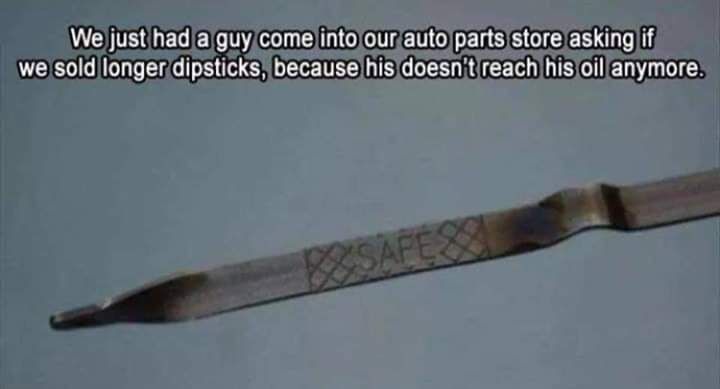 We just had a guy come into our auto parts store asking if
we sold longer dipsticks, because his doesn't reach his oil anymore.
SAFE